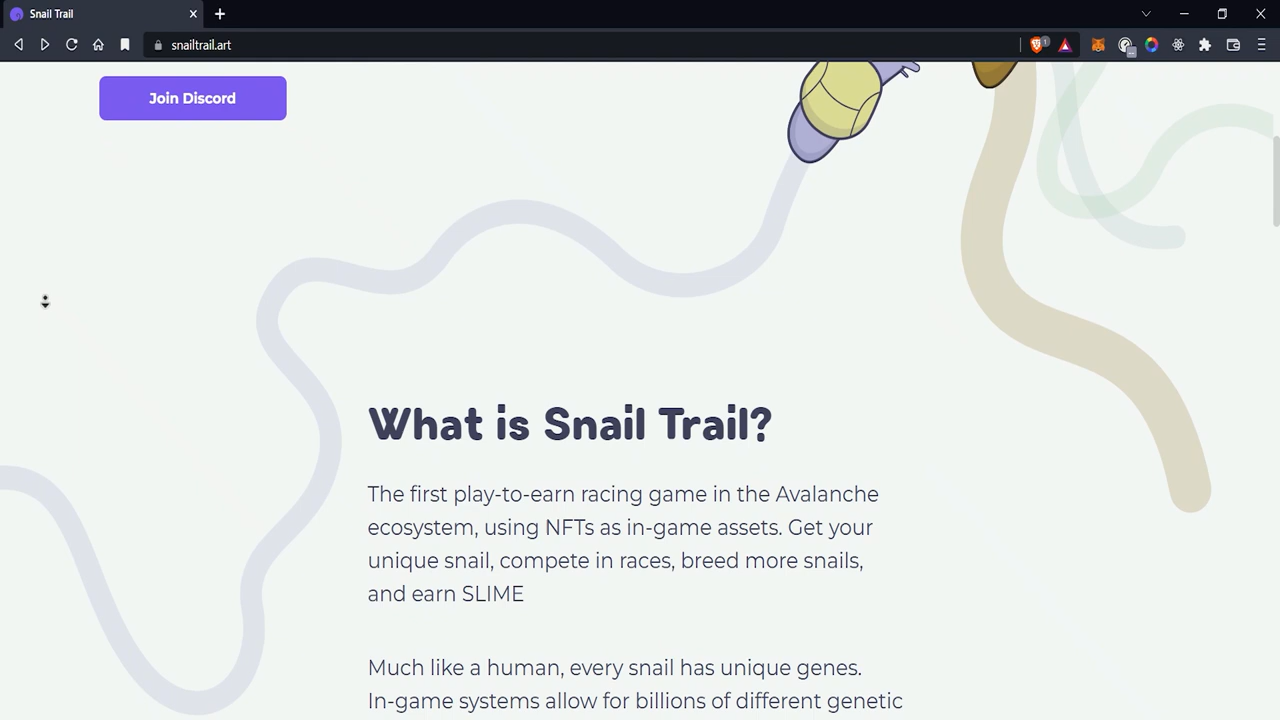 Snail Trail
snailtrail.art
1
Join Discord
What is Snail Trail?
The first play-to-earn racing game in the Avalanche
ecosystem, using NFTs as in-game assets. Get your
unique snail, compete in races, breed more snails,
and earn SLIME
Much like a human, every snail has unique genes.
In-game systems allow for billions of different genetic